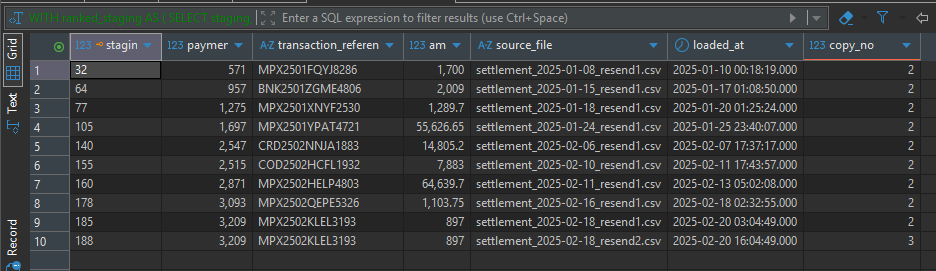 WITH ranked_staging AS ( SELECT staging_ Enter a SQL expression to filter results (use Ctrl+Space)
Grid
Text
Record
stagin 123 paymen A-Z transaction_referen 123 am A-Z source_file loaded_at 123 copy_no
1 32 571 MPX2501FQYJ8286 1,700 settlement_2025-01-08_resend1.csv 2025-01-10 00:18:19.000 2
2 64 957 BNK2501ZGME4806 2,009 settlement_2025-01-15_resend1.csv 2025-01-17 01:08:50.000 2
3 77 1,275 MPX2501XNYF2530 1,289.7 settlement_2025-01-18_resend1.csv 2025-01-20 01:25:24.000 2
4 105 1,697 MPX2501YPAT4721 55,626.65 settlement_2025-01-24_resend1.csv 2025-01-25 23:40:07.000 2
5 140 2,547 CRD2502NNJA1883 14,805.2 settlement_2025-02-06_resend1.csv 2025-02-07 17:37:17.000 2
6 155 2,515 COD2502HCFL1932 7,883 settlement_2025-02-10_resend1.csv 2025-02-11 17:43:57.000 2
7 160 2,871 MPX2502HELP4803 64,639.7 settlement_2025-02-11_resend1.csv 2025-02-13 05:02:08.000 2
8 178 3,093 MPX2502QEPE5326 1,103.75 settlement_2025-02-16_resend1.csv 2025-02-18 02:32:55.000 2
9 185 3,209 MPX2502KLEL3193 897 settlement_2025-02-18_resend1.csv 2025-02-20 03:04:49.000 2
10 188 3,209 MPX2502KLEL3193 897 settlement_2025-02-18_resend2.csv 2025-02-20 16:04:49.000 3